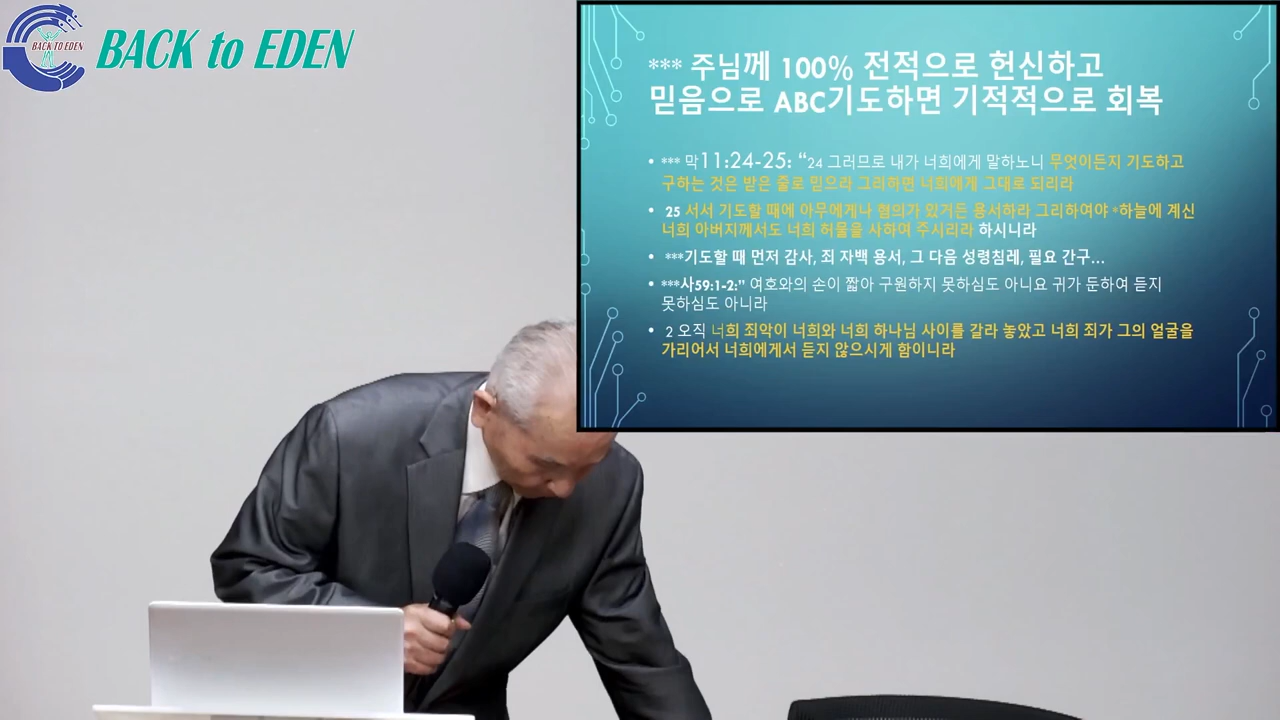 BACK TO EDEN
BACK to EDEN
*** 주님께 100% 전적으로 헌신하고
믿음으로 ABC기도하면 기적적으로 회복
• *** 막11:24-25: “24 그러므로 내가 너희에게 말하노니 무엇이든지 기도하고
구하는 것은 받은 줄로 믿으라 그리하면 너희에게 그대로 되리라
• 25 서서 기도할 때에 아무에게나 혐의가 있거든 용서하라 그리하여야 *하늘에 계신
너희 아버지께서도 너희 허물을 사하여 주시리라 하시니라
• ***기도할 때 먼저 감사, 죄 자백 용서, 그 다음 성령침례, 필요 간구...
• ***사59:1-2:” 여호와의 손이 짧아 구원하지 못하심도 아니요 귀가 둔하여 듣지
못하심도 아니라
• 2 오직 너희 죄악이 너희와 너희 하나님 사이를 갈라 놓았고 너희 죄가 그의 얼굴을
가리어서 너희에게서 듣지 않으시게 함이니라